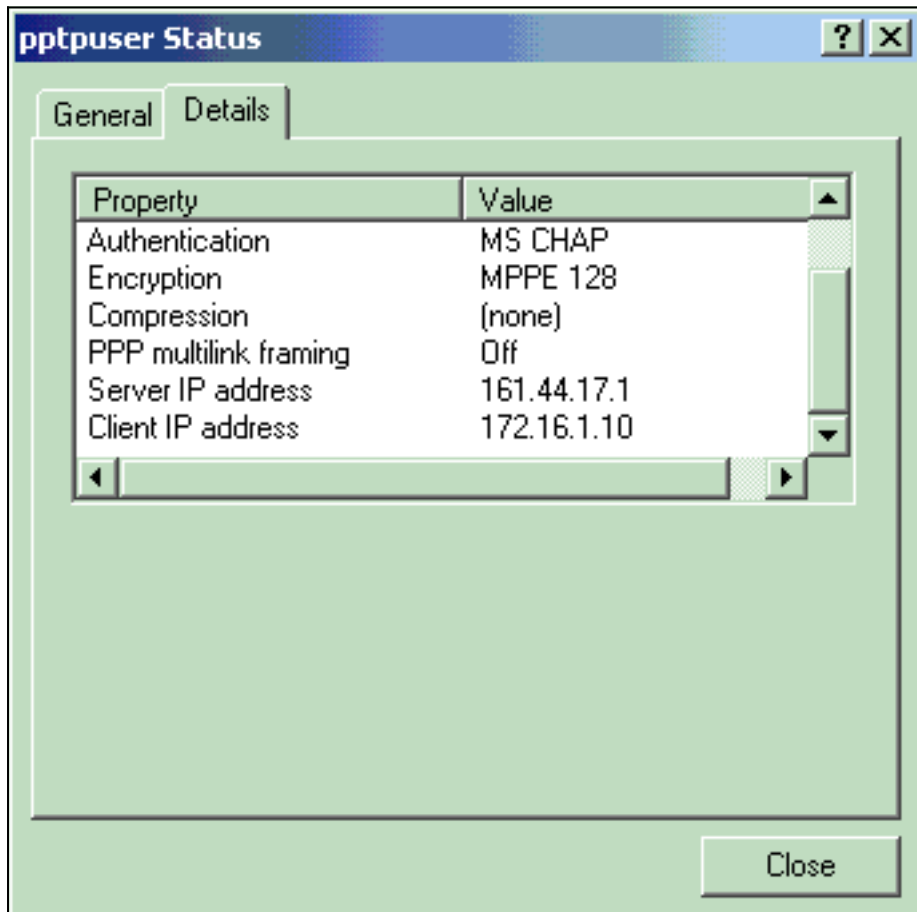 pptpuser Status
General Details
Property Value
Authentication MS CHAP
Encryption MPPE 128
Compression (none)
PPP multilink framing Off
Server IP address 161.44.17.1
Client IP address 172.16.1.10
Close